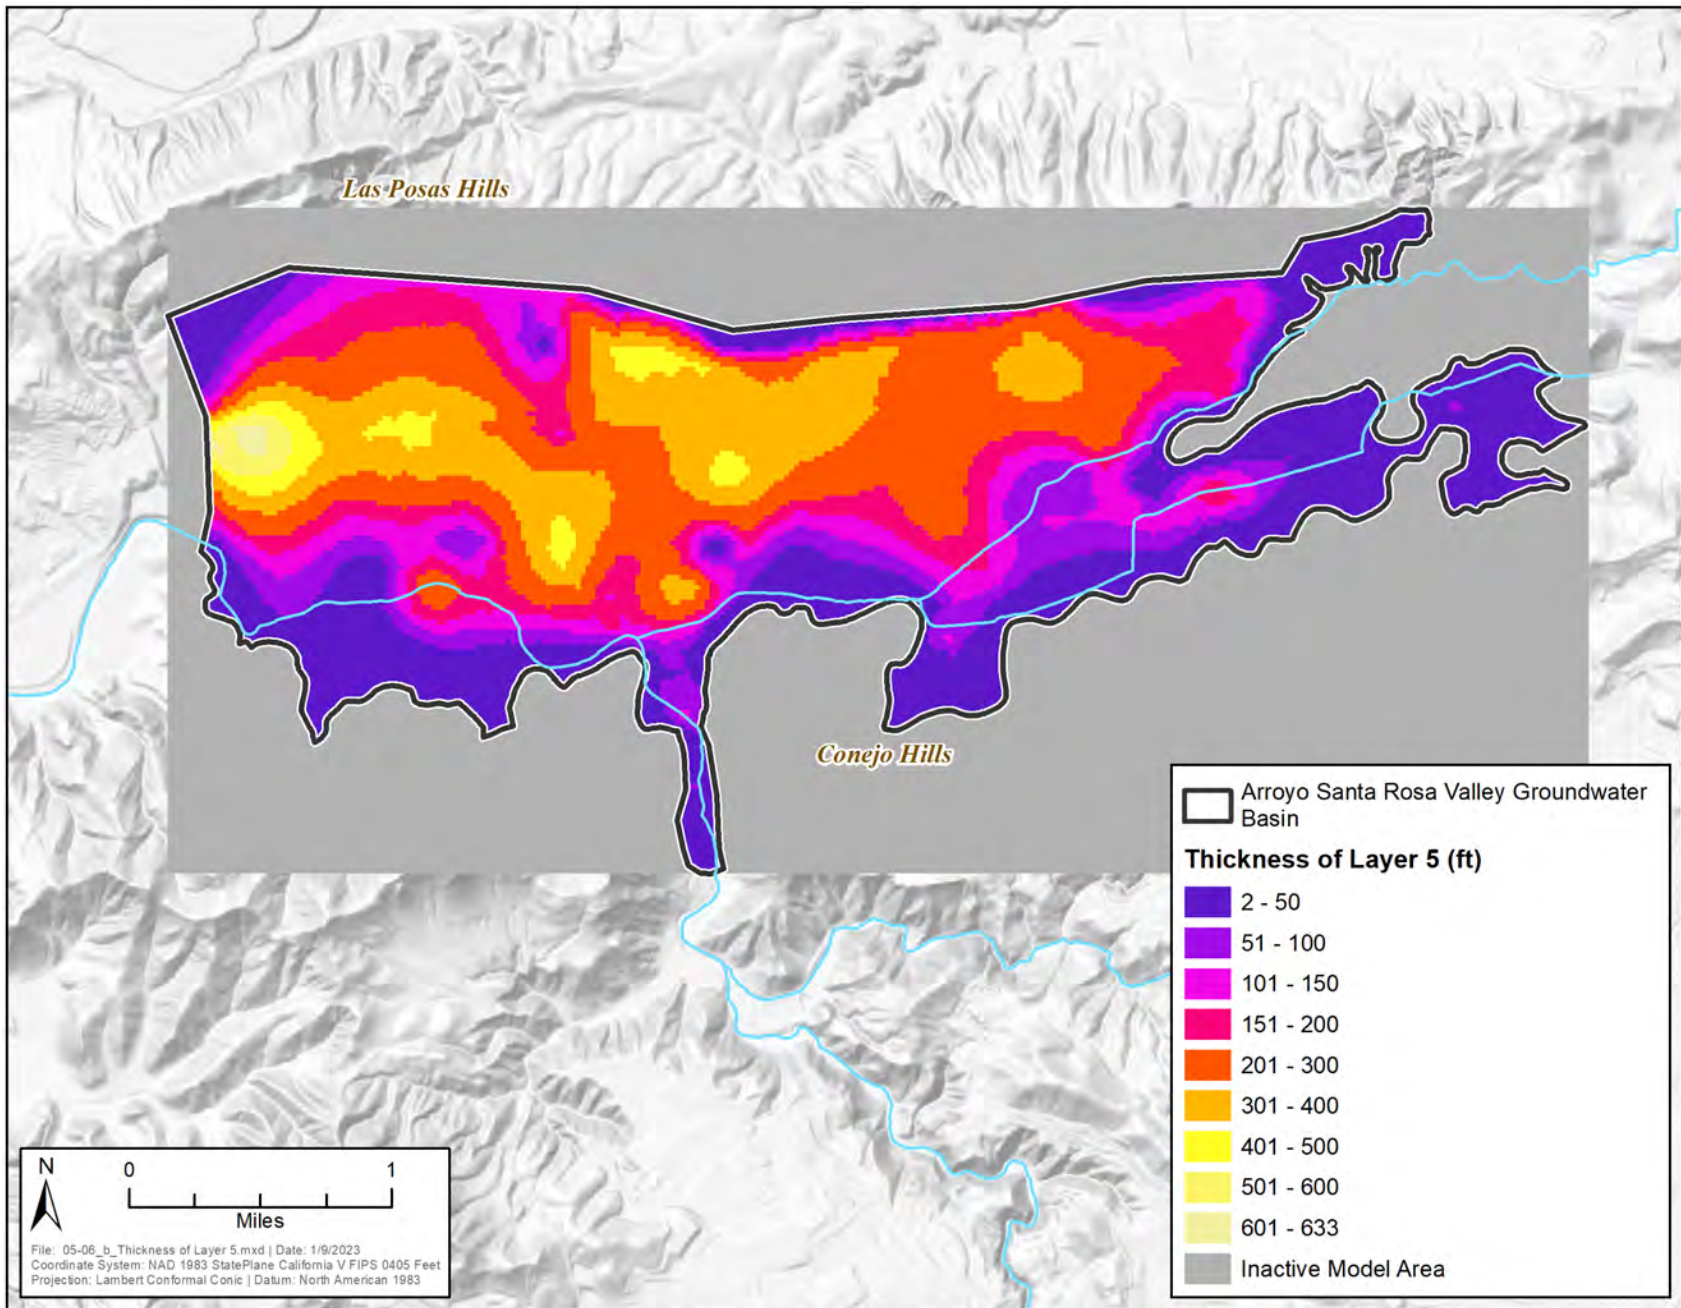 Las Posas Hills
Conejo Hills
Arroyo Santa Rosa Valley Groundwater
Basin
Thickness of Layer 5 (ft)
2 - 50
51 - 100
101 - 150
151 - 200
201 - 300
301 - 400
401 - 500
501 - 600
601 - 633
Inactive Model Area
N
0 1
Miles
File: 05-06_b_Thickness of Layer 5.mxd | Date: 1/9/2023
Coordinate System: NAD 1983 StatePlane California V FIPS 0405 Feet
Projection: Lambert Conformal Conic | Datum: North American 1983